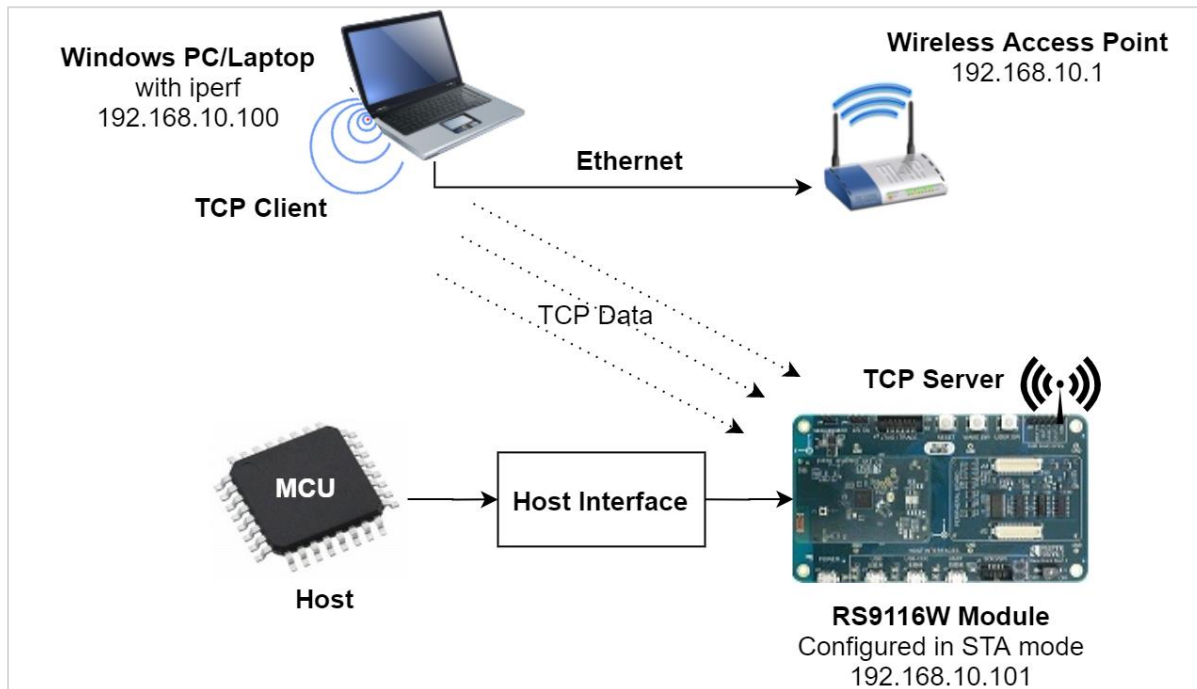 Windows PC/Laptop
with iperf
192.168.10.100
Wireless Access Point
192.168.10.1
Ethernet
TCP Client
TCP Data
TCP Server
MCU
Host Interface
Host
RS9116W Module
Configured in STA mode
192.168.10.101